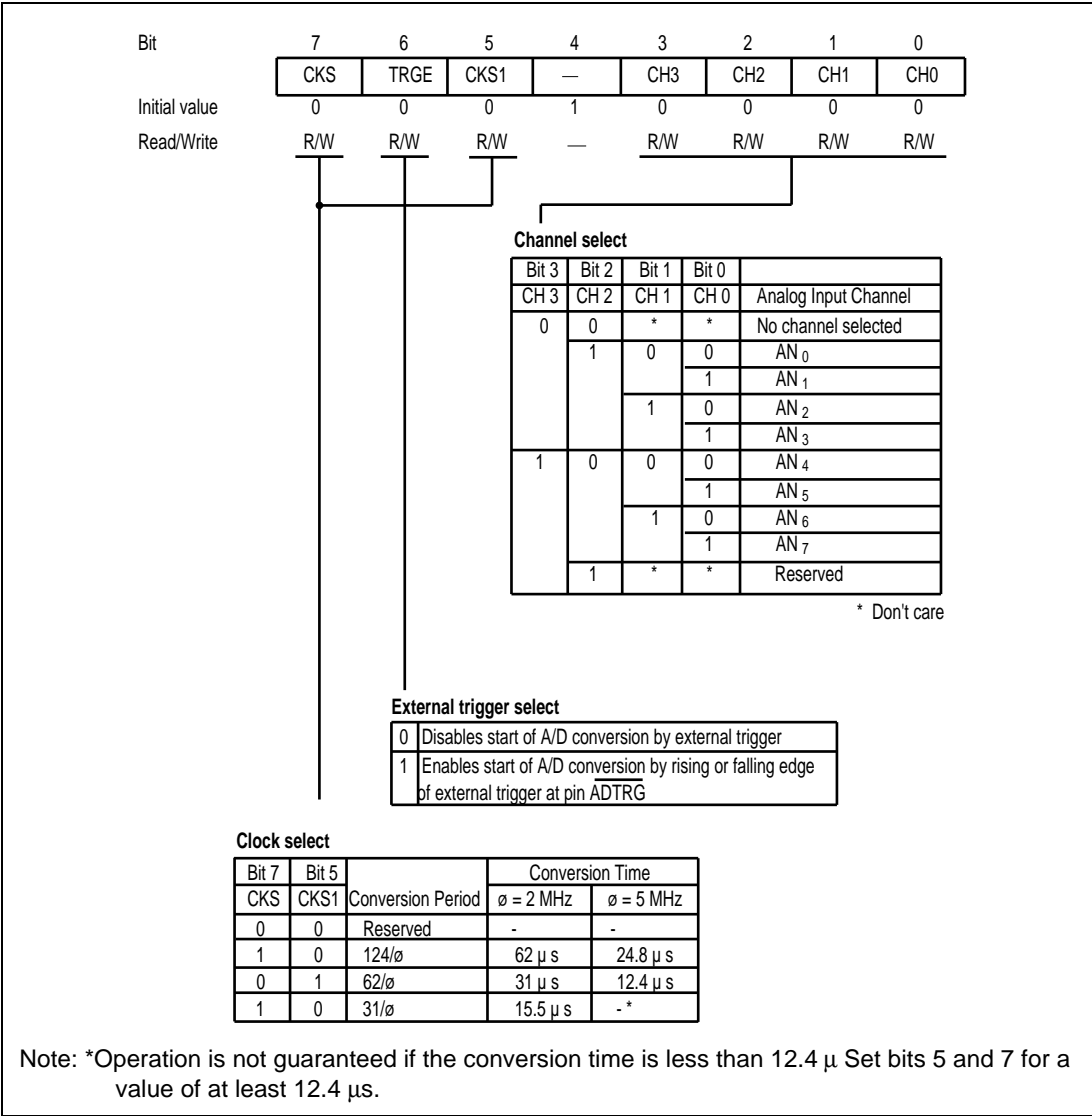 Bit 7 6 5 4 3 2 1 0
CKS TRGE CKS1 — CH3 CH2 CH1 CH0
Initial value 0 0 0 1 0 0 0 0
Read/Write R/W R/W R/W — R/W R/W R/W R/W
Channel select
Bit 3 Bit 2 Bit 1 Bit 0
CH 3 CH 2 CH 1 CH 0 Analog Input Channel
0 0 * * No channel selected
1 0 0 AN 0
1 AN 1
1 0 AN 2
1 AN 3
1 0 0 0 AN 4
1 AN 5
1 0 AN 6
1 AN 7
1 * * Reserved
* Don't care
External trigger select
0 Disables start of A/D conversion by external trigger
1 Enables start of A/D conversion by rising or falling edge
of external trigger at pin ADTRG
Clock select
Bit 7 Bit 5 Conversion Time
CKS CKS1 Conversion Period ø = 2 MHz ø = 5 MHz
0 0 Reserved - -
1 0 124/ø 62 μ s 24.8 μ s
0 1 62/ø 31 μ s 12.4 μ s
1 0 31/ø 15.5 μ s - *
Note: *Operation is not guaranteed if the conversion time is less than 12.4 μ Set bits 5 and 7 for a
value of at least 12.4 μs.